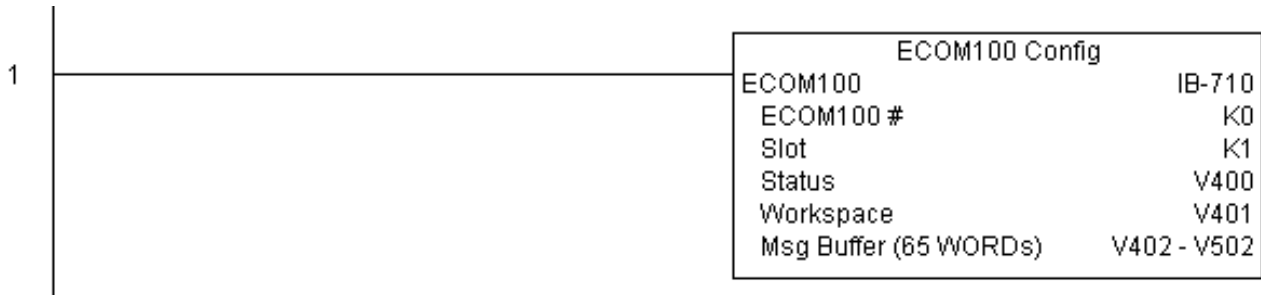 ECOM100 Config
1
ECOM100 IB-710
ECOM100 # K0
Slot K1
Status V400
Workspace V401
Msg Buffer (65 WORDs) V402 - V502